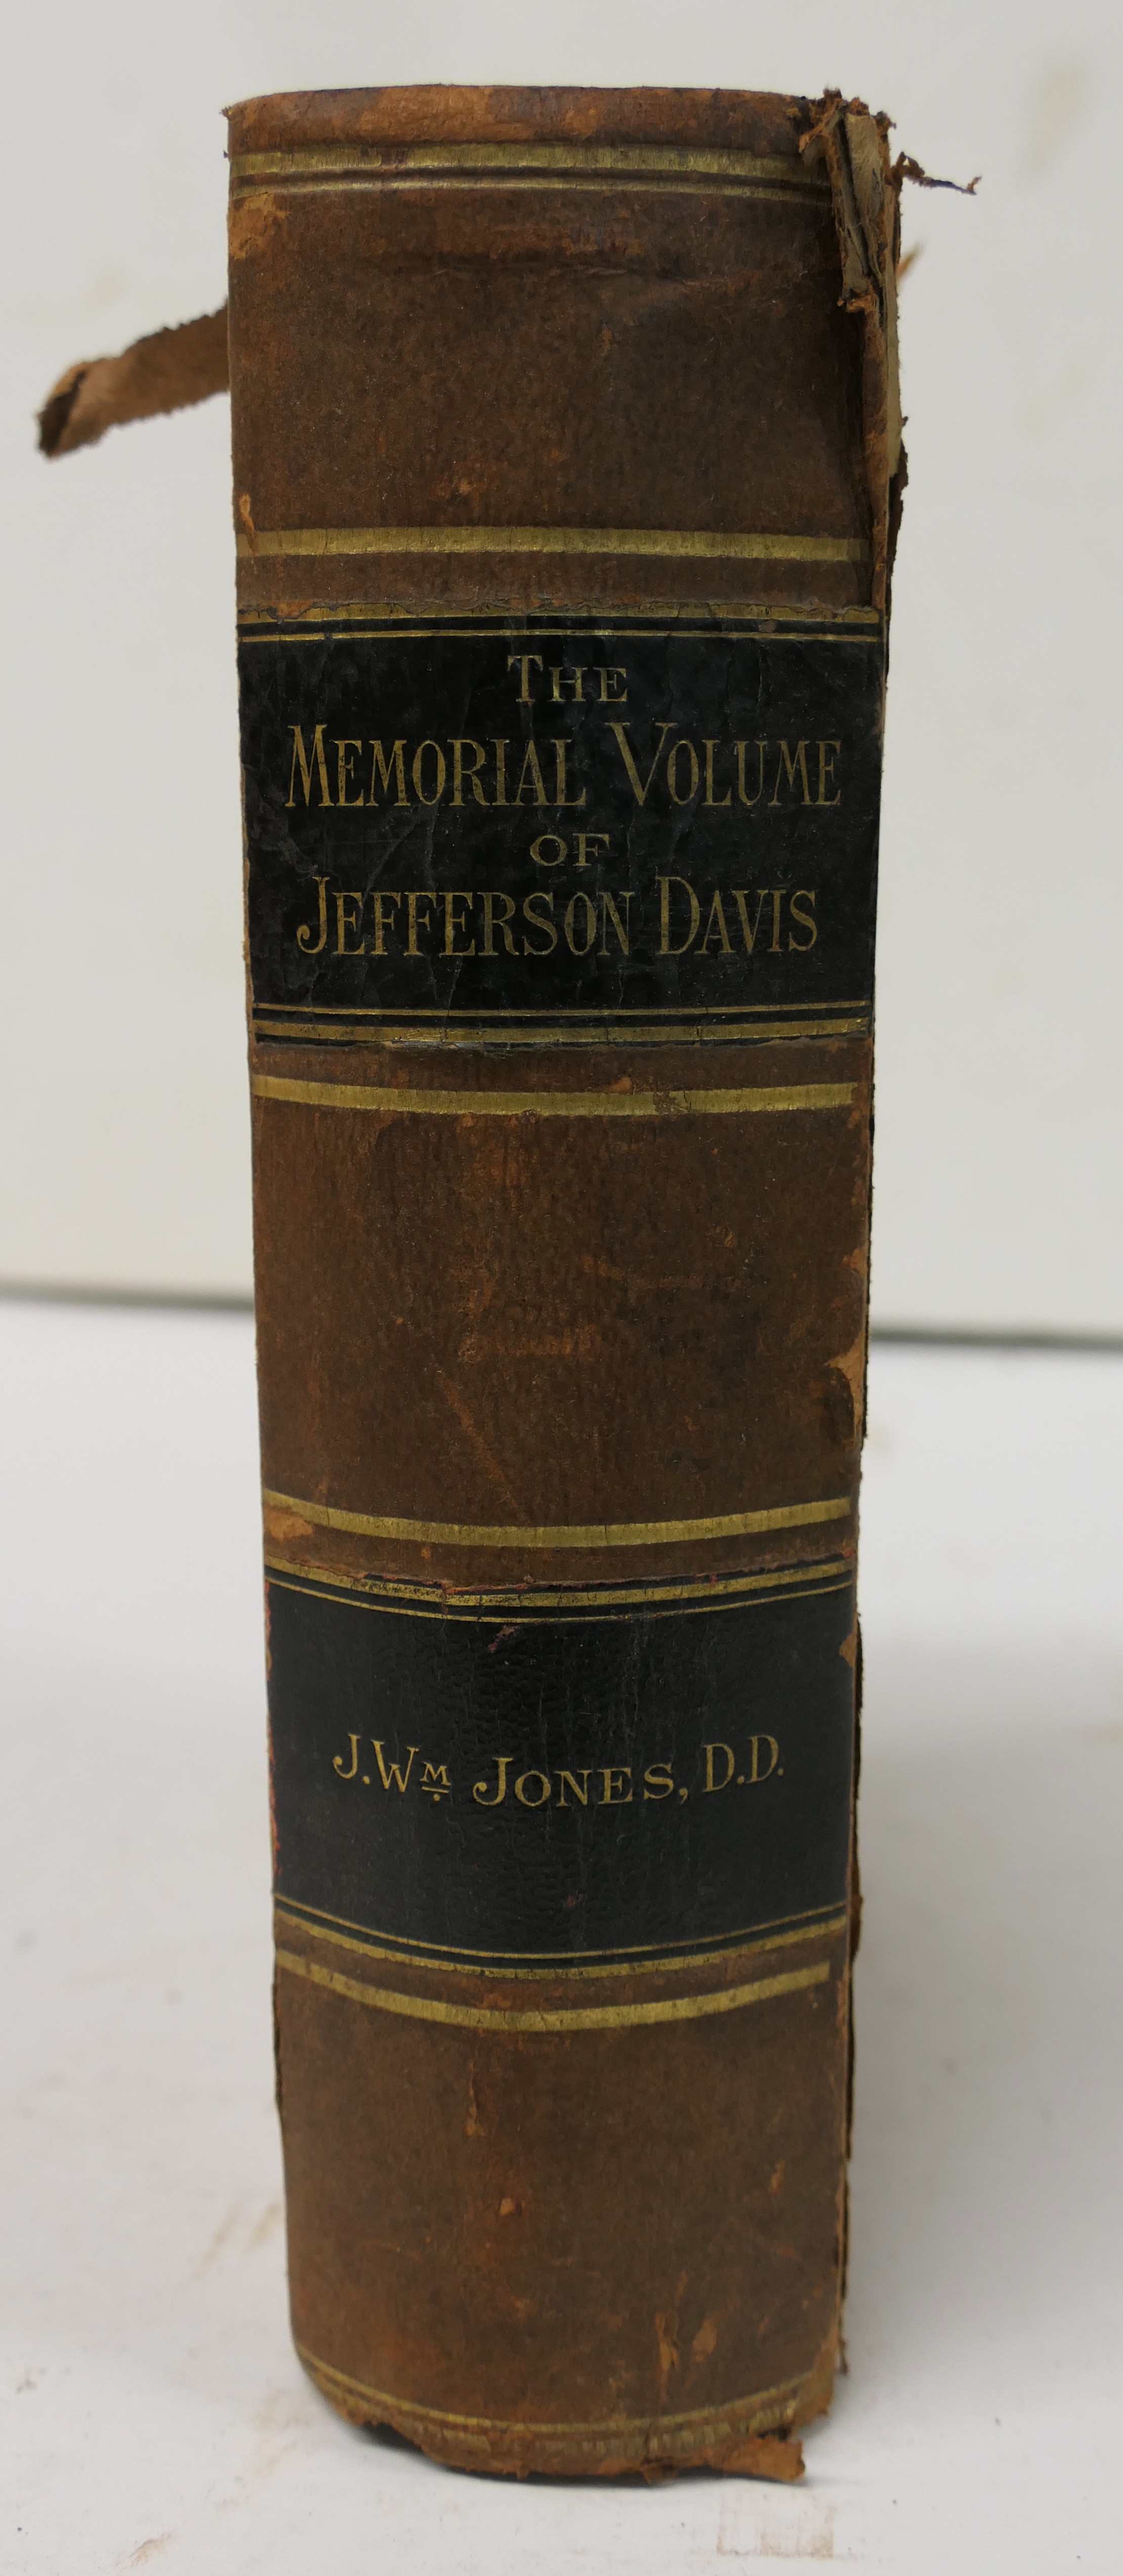 THE
MEMORIAL VOLUME
OF
JEFFERSON DAVIS
J. WM. JONES, D.D.